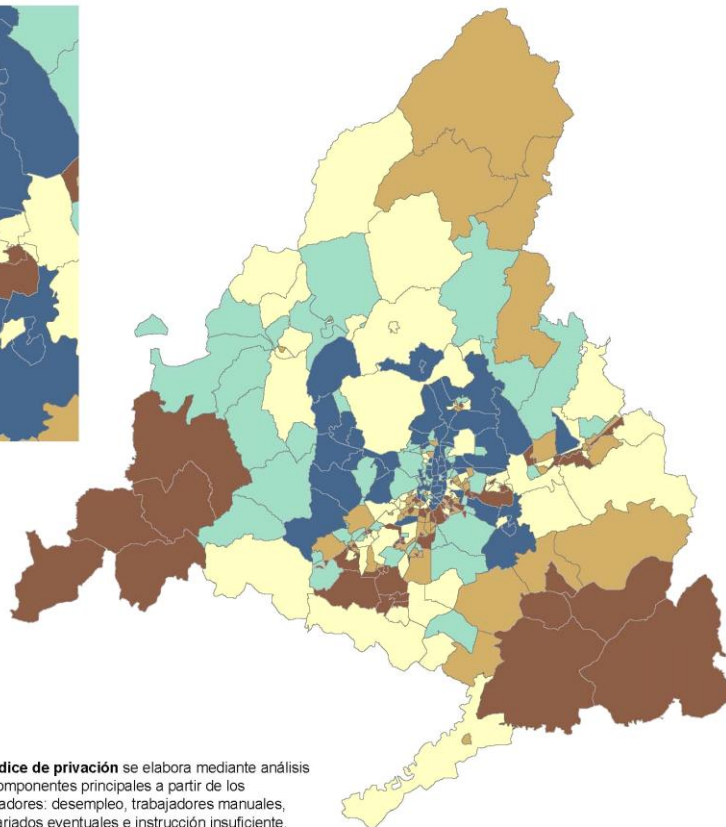 dice de privación se elabora mediante análisis
omponentes principales a partir de los
adores: desempleo, trabajadores manuales,
ariados eventuales e instrucción insuficiente.